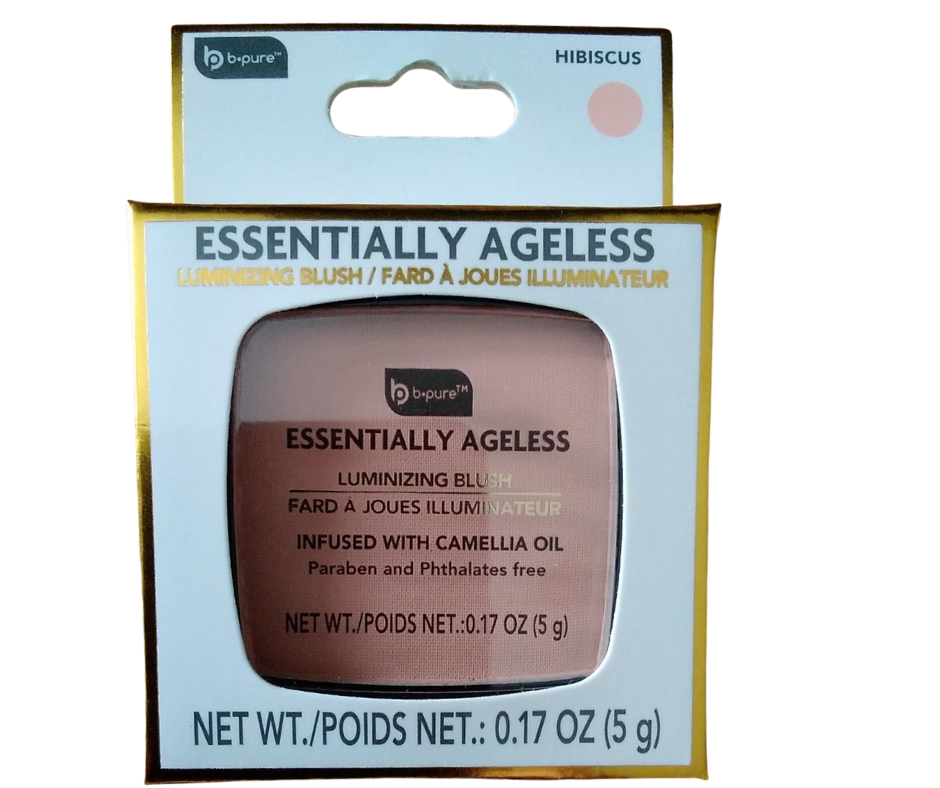 b•pure™
HIBISCUS
ESSENTIALLY AGELESS
LUMINIZING BLUSH / FARD À JOUES ILLUMINATEUR
b•pure™
ESSENTIALLY AGELESS
LUMINIZING BLUSH
FARD À JOUES ILLUMINATEUR
INFUSED WITH CAMELLIA OIL
Paraben and Phthalates free
NET WT./POIDS NET.:0.17 OZ (5 g)
NET WT./POIDS NET.: 0.17 OZ (5 g)